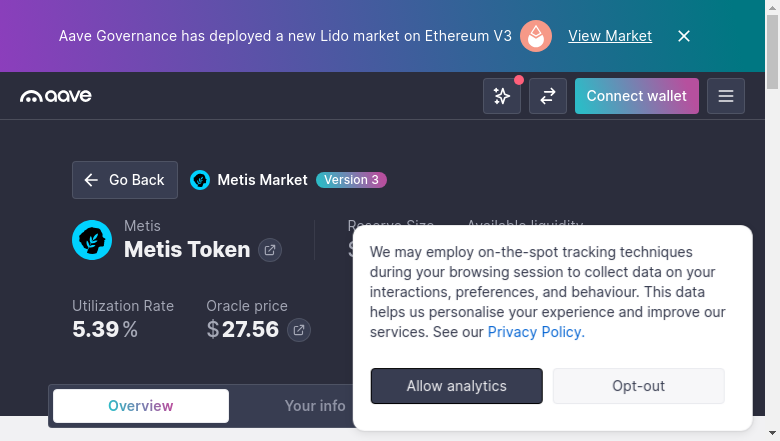 Aave Governance has deployed a new Lido market on Ethereum V3 View Market
aave
Connect wallet
Go Back
Metis Market Version 3
Metis
Metis Token
Reserve Size
Available liquidity
$
Utilization Rate
5.39 %
Oracle price
$ 27.56
We may employ on-the-spot tracking techniques
during your browsing session to collect data on your
interactions, preferences, and behaviour. This data
helps us personalise your experience and improve our
services. See our Privacy Policy.
Allow analytics
Opt-out
Overview
Your info